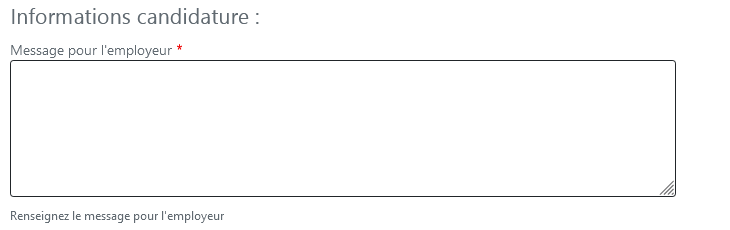 Informations candidature :
Message pour l'employeur *
Renseignez le message pour l'employeur